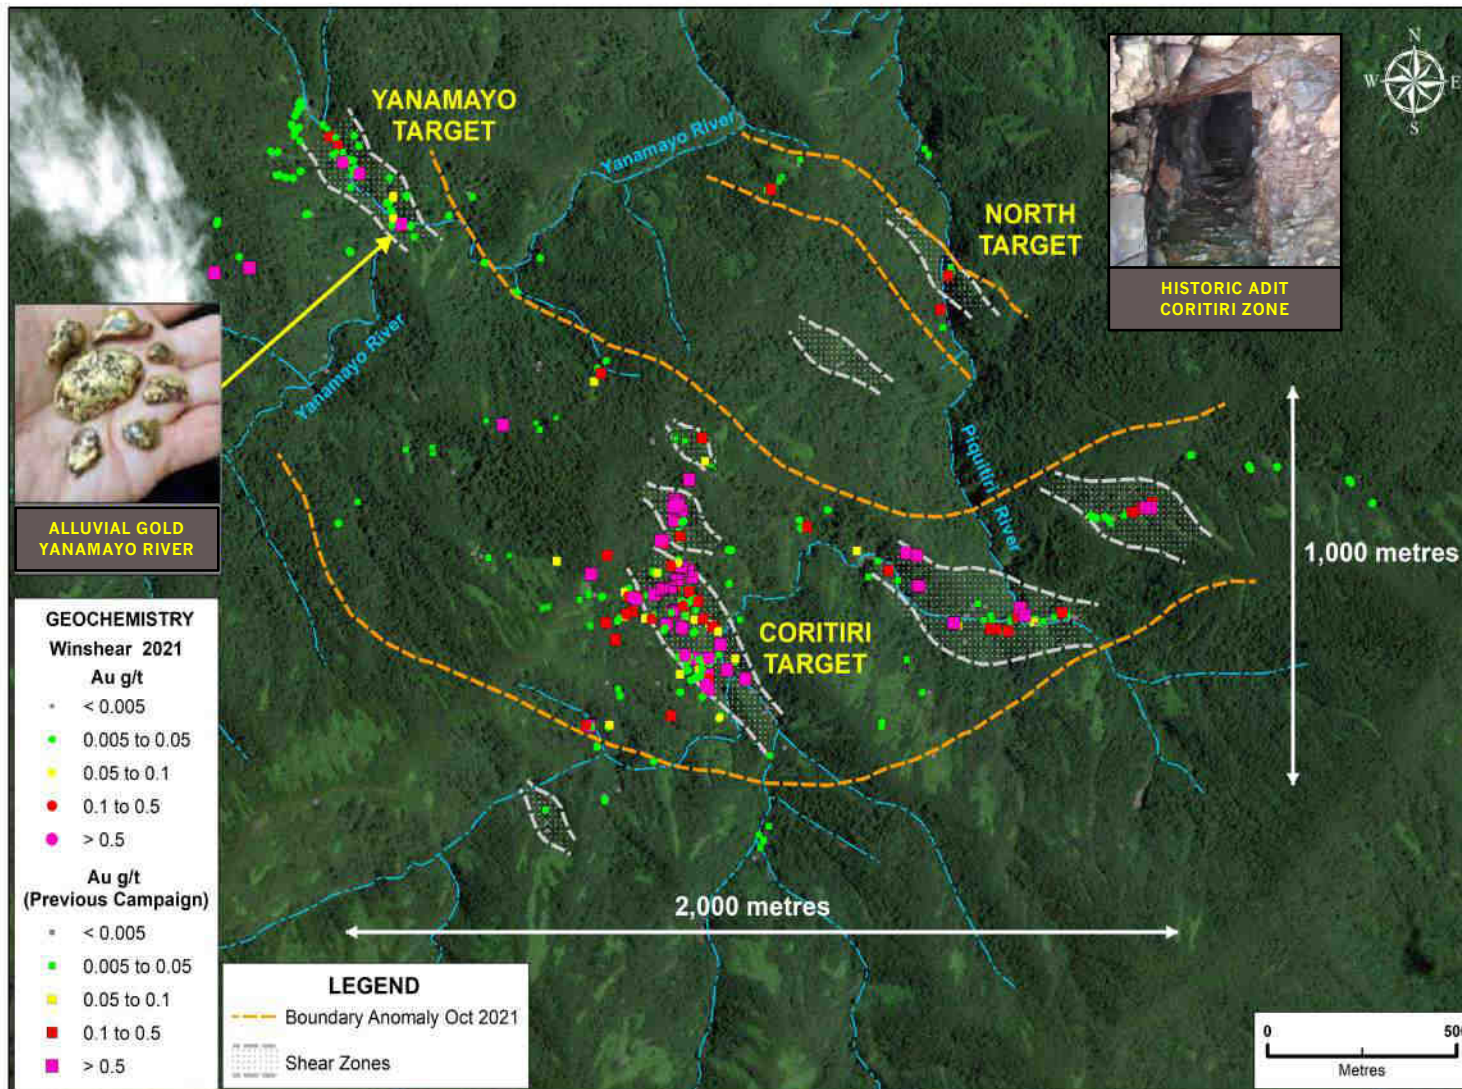 YANAMAYO
TARGET
Yanamayo River
NORTH
TARGET
N
W
E
S
HISTORIC ADIT
CORITIRI ZONE
Yanamayo River
ALLUVIAL GOLD
YANAMAYO RIVER
Piquitiri River
1,000 metres
CORITIRI
TARGET
2,000 metres
GEOCHEMISTRY
Winshear 2021
Au g/t
< 0.005
0.005 to 0.05
0.05 to 0.1
0.1 to 0.5
> 0.5
Au g/t
(Previous Campaign)
< 0.005
0.005 to 0.05
0.05 to 0.1
0.1 to 0.5
> 0.5
LEGEND
Boundary Anomaly Oct 2021
Shear Zones
0
Metres